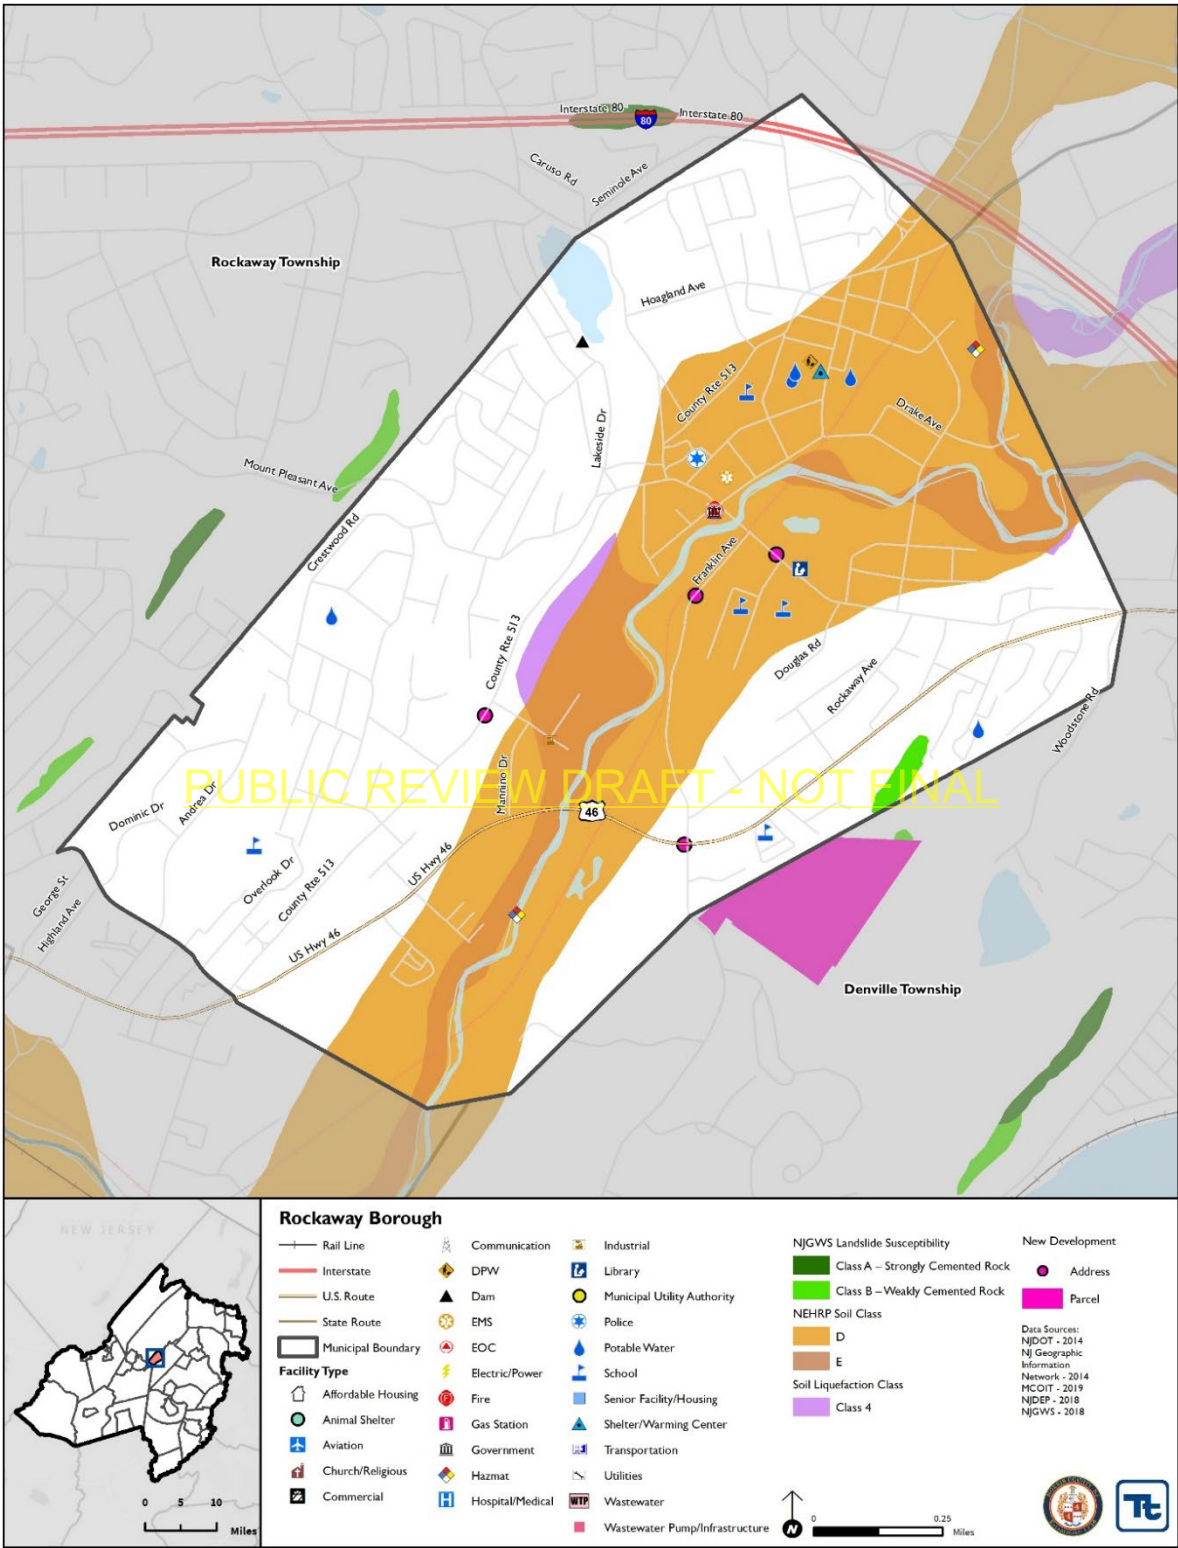 Interstate 80
80
Interstate 80
Caruso Rd
Seminole Ave
Rockaway Township
Hoagland Ave
County Rte 513
Drake Ave
Lakeside Dr
Mount Pleasant Ave
Crestwood Rd
Franklin Ave
County Rte 513
Douglas Rd
Rockaway Ave
Woodstone Rd
Mannino Dr
PUBLIC REVIEW DRAFT - NOT FINAL
Dominic Dr
Andrea Dr
46
US Hwy 46
Overlook Dr
County Rte 513
George St
Highland Ave
US Hwy 46
Denville Township
NEW JERSEY
0 5 10
Miles
Rockaway Borough
Rail Line
Interstate
U.S. Route
State Route
Municipal Boundary
Facility Type
Affordable Housing
Animal Shelter
Aviation
Church/Religious
Commercial
Communication
DPW
Dam
EMS
EOC
Electric/Power
Fire
Gas Station
Government
Hazmat
H Hospital/Medical
Industrial
Library
Municipal Utility Authority
Police
Potable Water
School
Senior Facility/Housing
Shelter/Warming Center
Transportation
Utilities
WTP Wastewater
Wastewater Pump/Infrastructure
NJGWS Landslide Susceptibility
Class A – Strongly Cemented Rock
Class B – Weakly Cemented Rock
NEHRP Soil Class
D
E
Soil Liquefaction Class
Class 4
New Development
Address
Parcel
Data Sources:
NJDOT - 2014
NJ Geographic
Information
Network - 2014
MCOIT - 2019
NJDEP - 2018
NJGWS - 2018
N
0 0.25
Miles
Tt